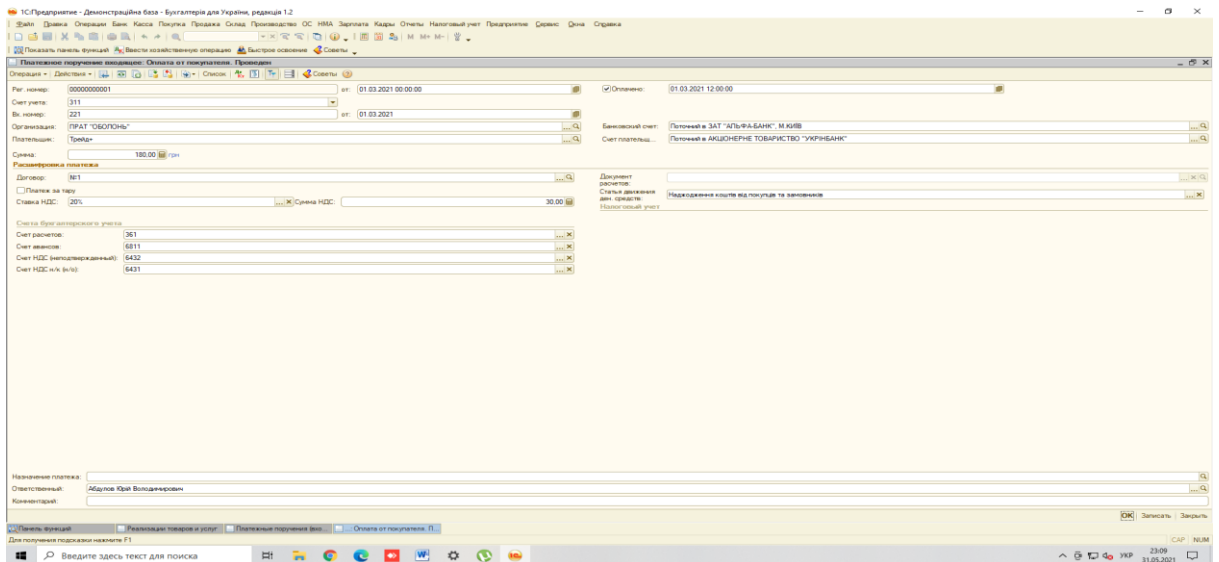 1С:Предприятие - Демонстраційна база - Бухгалтерія для України, редакція 1.2
Файл Правка Операции Банк Касса Покупка Продажа Склад Производство ОС НМА Зарплата Кадры Отчеты Налоговый учет Предприятие Сервис Окна Справка
M M+ M-
Показать панель функций Ввести хозяйственную операцию Быстрое освоение Советы
Платежное поручение входящее: Оплата от покупателя. Проведен
Операция Действия Список Советы
Рег. номер: 00000000001 от: 01.03.2021 00:00:00 Оплачено: 01.03.2021 12:00:00
Счет учета: 311
Вх. номер: 221 от: 01.03.2021
Организация: ПРАТ "ОБОЛОНЬ" ... Банковский счет: Поточний в ЗАТ "АЛЬФА-БАНК", М.КИЇВ ...
Плательщик: Трейд+ ... Счет плательщ... Поточний в АКЦІОНЕРНЕ ТОВАРИСТВО "УКРІНБАНК" ...
Сумма: 180,00 грн
Расшифровка платежа
Договор: №1 ... Документ расчетов: ...
Платеж за тару Статья движения ден. средств: Надходження коштів від покупців та замовників ...
Ставка НДС: 20% ... Сумма НДС: 30,00 Налоговый учет
Счета бухгалтерского учета
Счет расчетов: 361 ...
Счет авансов: 6811 ...
Счет НДС (неподтвержденный): 6432 ...
Счет НДС н/к (н/о): 6431 ...
Назначение платежа:
Ответственный: Абдулов Юрій Володимирович ...
Комментарий:
OK Записать Закрыть
Панель функций Реализации товаров и услуг Платежные поручения (вхо... ...: Оплата от покупателя. П...
Для получения подсказки нажмите F1 CAP NUM
Введите здесь текст для поиска УКР 23:09
31.05.2021